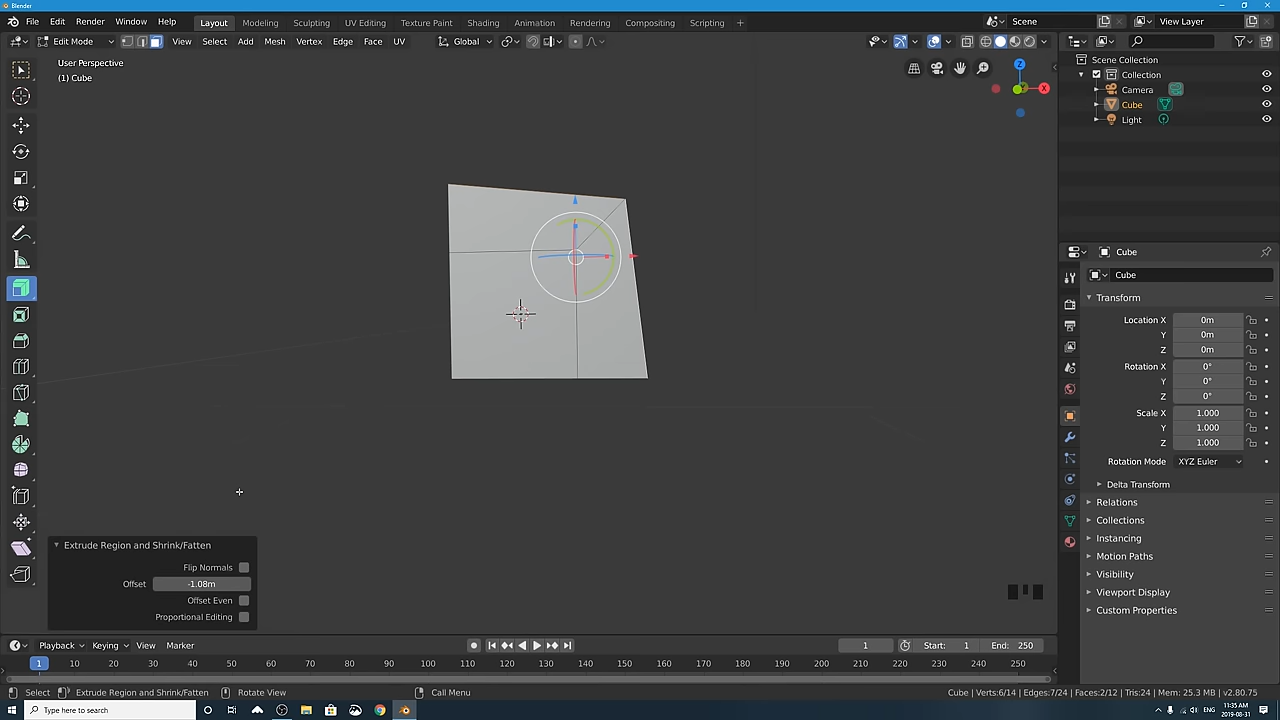 Blender
File Edit Render Window Help Layout Modeling Sculpting UV Editing Texture Paint Shading Animation Rendering Compositing Scripting + Scene View Layer
Edit Mode View Select Add Mesh Vertex Edge Face UV Global
User Perspective
(1) Cube
Z
X
Scene Collection
Collection
Camera
Cube
Light
Cube
Cube
Transform
Location X 0m
Y 0m
Z 0m
Rotation X 0°
Y 0°
Z 0°
Scale X 1.000
Y 1.000
Z 1.000
Rotation Mode XYZ Euler
Delta Transform
Relations
Collections
Instancing
Motion Paths
Visibility
Viewport Display
Custom Properties
Extrude Region and Shrink/Fatten
Flip Normals
Offset -1.08m
Offset Even
Proportional Editing
Playback Keying View Marker 1 Start: 1 End: 250
1 10 20 30 40 50 60 70 80 90 100 110 120 130 140 150 160 170 180 190 200 210 220 230 240 250
Select Extrude Region and Shrink/Fatten Rotate View Call Menu Cube | Verts:6/14 | Edges:7/24 | Faces:2/12 | Tris:24 | Mem: 25.3 MB | v2.80.75
Type here to search ENG 11:35 AM
2019-08-31